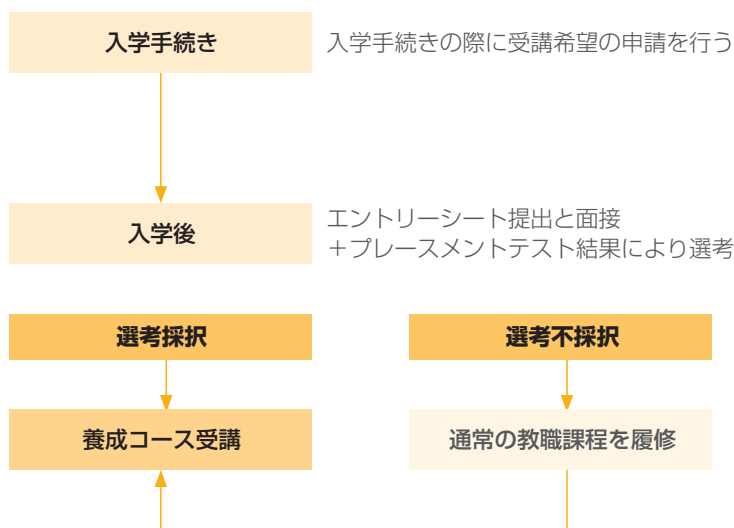 入学手続き
入学手続きの際に受講希望の申請を行う
入学後
エントリーシート提出と面接
＋プレースメントテスト結果により選考
選考採択
選考不採択
養成コース受講
通常の教職課程を履修